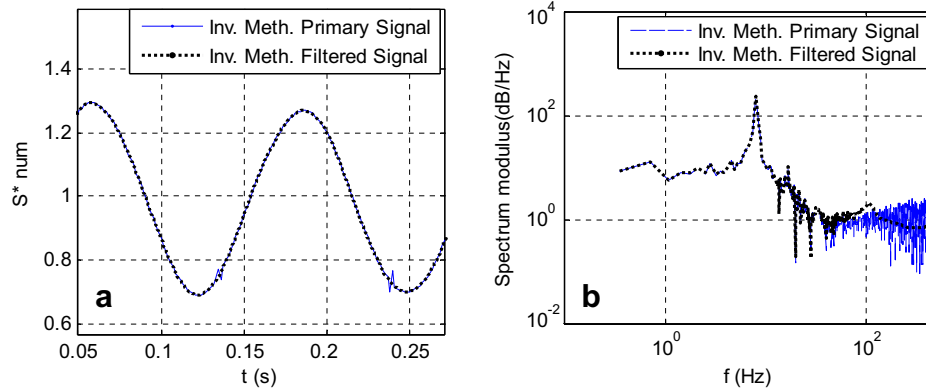 Inv. Meth. Primary Signal
Inv. Meth. Filtered Signal
1.4
1.2
1
0.8
0.6
S* num
a
0.05
0.1
0.15
0.2
0.25
t (s)
Inv. Meth. Primary Signal
Inv. Meth. Filtered Signal
10^4
10^2
10^0
10^-2
Spectrum modulus(dB/Hz)
b
10^0
10^2
f (Hz)